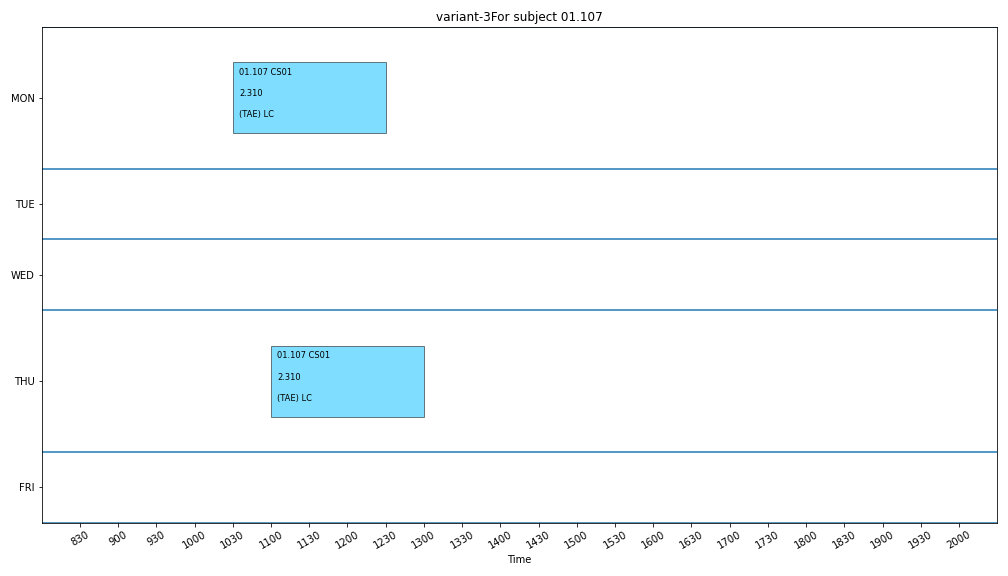 variant-3For subject 01.107
MON
01.107 CS01
2.310
(TAE) LC
TUE
WED
THU
01.107 CS01
2.310
(TAE) LC
FRI
830 900 930 1000 1030 1100 1130 1200 1230 1300 1330 1400 1430 1500 1530 1600 1630 1700 1730 1800 1830 1900 1930 2000
Time